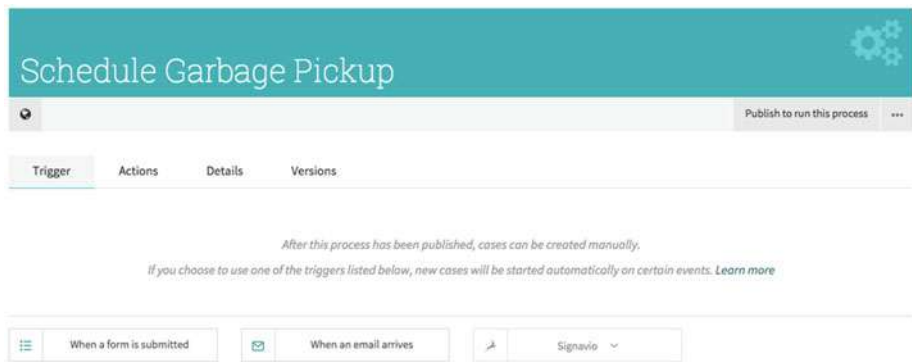 Schedule Garbage Pickup
Publish to run this process ...
Trigger Actions Details Versions
After this process has been published, cases can be created manually.
If you choose to use one of the triggers listed below, new cases will be started automatically on certain events. Learn more
When a form is submitted When an email arrives Signavio